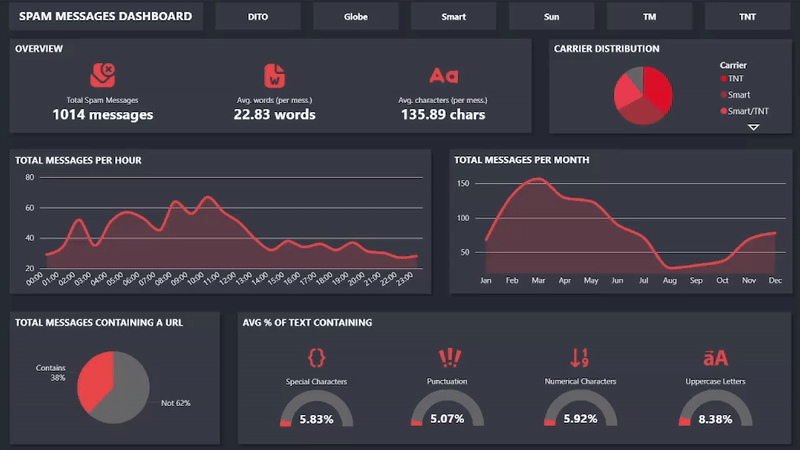 SPAM MESSAGES DASHBOARD
DITO
Globe
Smart
Sun
TM
TNT
OVERVIEW
Total Spam Messages
1014 messages
W
Avg. words (per mess.)
22.83 words
Aa
Avg. characters (per mess.)
135.89 chars
CARRIER DISTRIBUTION
Carrier
TNT
Smart
Smart/TNT
TOTAL MESSAGES PER HOUR
80
60
40
20
00:00 01:00 02:00 03:00 04:00 05:00 06:00 07:00 08:00 09:00 10:00 11:00 12:00 13:00 14:00 15:00 16:00 17:00 18:00 19:00 20:00 21:00 22:00 23:00
TOTAL MESSAGES PER MONTH
150
100
50
Jan Feb Mar Apr May Jun Jul Aug Sep Oct Nov Dec
TOTAL MESSAGES CONTAINING A URL
Contains
38%
Not 62%
AVG % OF TEXT CONTAINING
{}
Special Characters
5.83%
!!!
Punctuation
5.07%
1
9
Numerical Characters
5.92%
aA
Uppercase Letters
8.38%